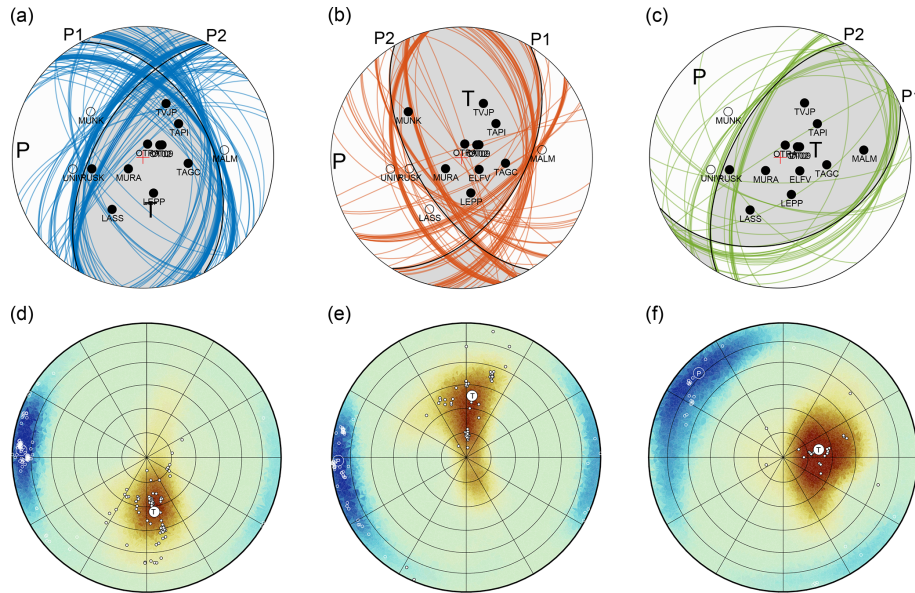 (a)
P1
P2
P
MUNK
TVJP
TAPI
MALM
UNI
RUSK
MURA
TAGC
T
LEPP
LASS
(b)
P2
P1
P
T
MUNK
TVJP
TAPI
MALM
UNI
RUSK
MURA
ELFV
TAGC
LEPP
LASS
(c)
P2
P
P1
MUNK
TVJP
TAPI
MALM
T
UNI
RUSK
MURA
ELFV
TAGC
LEPP
LASS
(d)
T
(e)
T
P
(f)
P
T